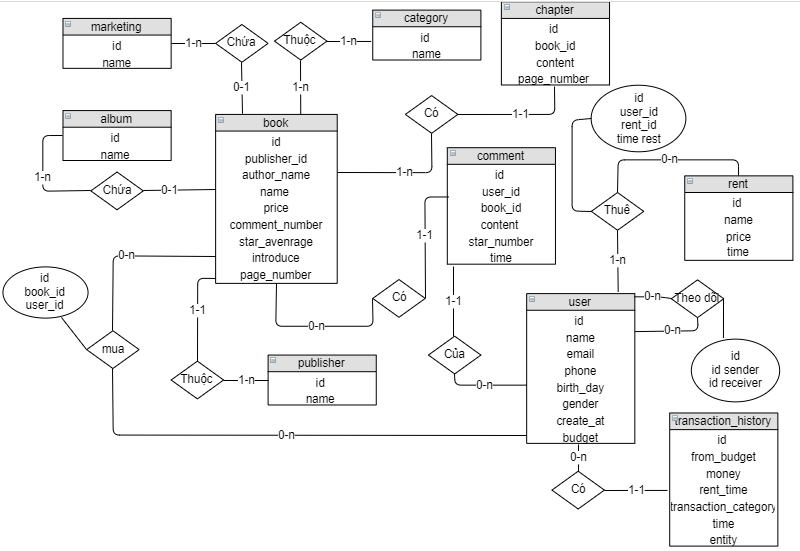 marketing
id
name
1-n
Chứa
0-1
Thuộc
1-n
1-n
category
id
name
chapter
id
book_id
content
page_number
1-1
Có
1-n
album
id
name
1-n
Chứa
0-1
book
id
publisher_id
author_name
name
price
comment_number
star_avenrage
introduce
page_number
comment
id
user_id
book_id
content
star_number
time
id
user_id
rent_id
time rest
0-n
Thuê
1-n
rent
id
name
price
time
0-n
id
book_id
user_id
mua
0-n
1-1
Thuộc
1-n
publisher
id
name
0-n
Có
1-1
1-1
Của
0-n
user
id
name
email
phone
birth_day
gender
create_at
budget
0-n
Theo dõi
0-n
id
id sender
id receiver
0-n
Có
1-1
transaction_history
id
from_budget
money
rent_time
transaction_category
time
entity